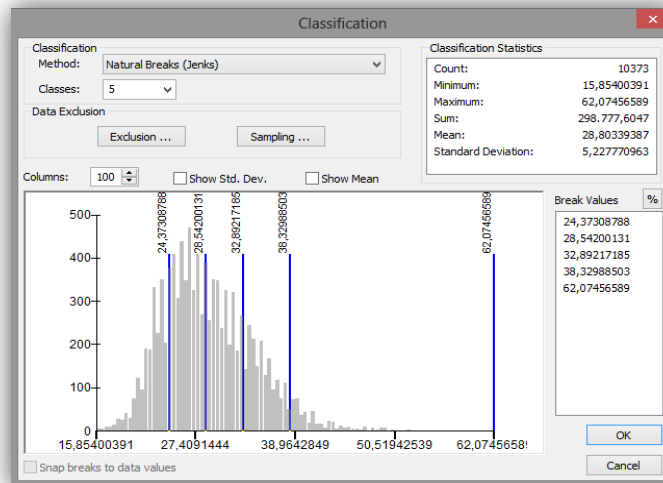 Classification
Classification
Method: Natural Breaks (Jenks)
Classes: 5
Data Exclusion
Exclusion ... Sampling ...
Classification Statistics
Count: 10373
Minimum: 15,85400391
Maximum: 62,07456589
Sum: 298.777,6047
Mean: 28,80339387
Standard Deviation: 5,227770963
Columns: 100 Show Std. Dev. Show Mean
24,37308788
28,54200131
32,89217185
38,32988503
62,07456589
500
400
300
200
100
0
15,85400391 27,4091444 38,9642849 50,51942539 62,07456589
Break Values %
24,37308788
28,54200131
32,89217185
38,32988503
62,07456589
OK
Cancel
Snap breaks to data values